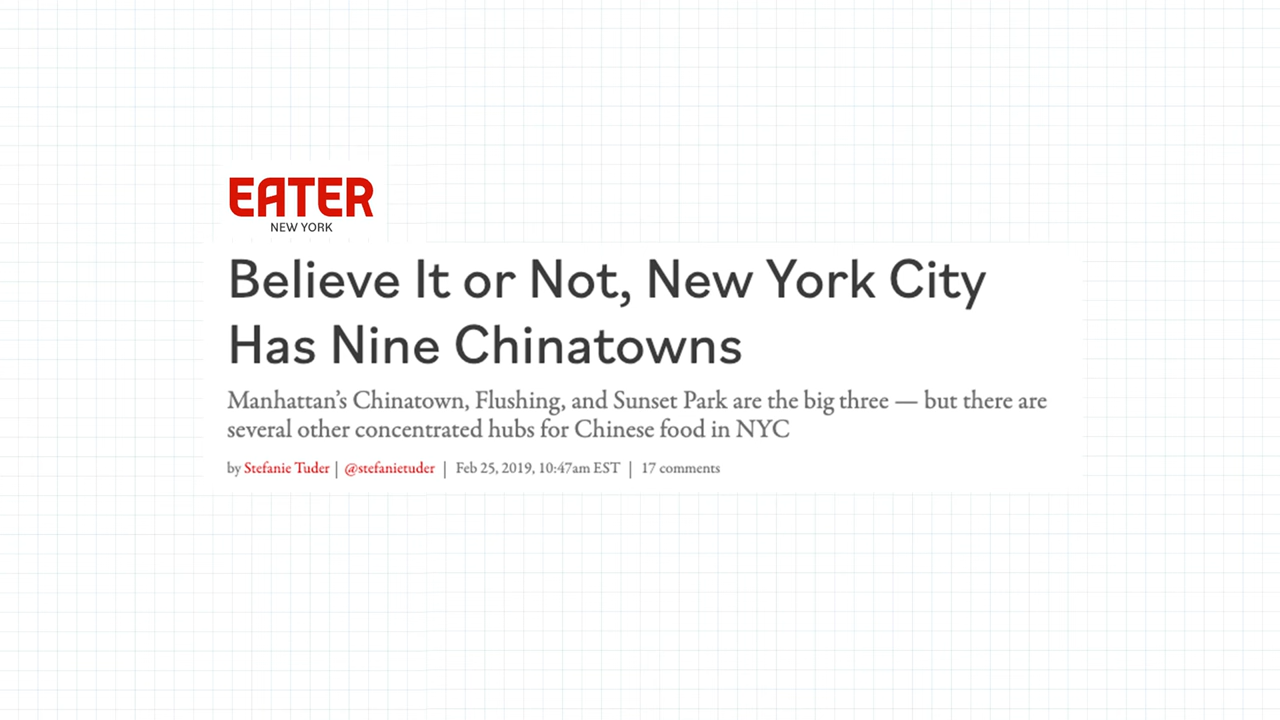 EATER
NEW YORK
Believe It or Not, New York City
Has Nine Chinatowns
Manhattan’s Chinatown, Flushing, and Sunset Park are the big three — but there are
several other concentrated hubs for Chinese food in NYC
by Stefanie Tuder | @stefanietuder | Feb 25, 2019, 10:47am EST | 17 comments